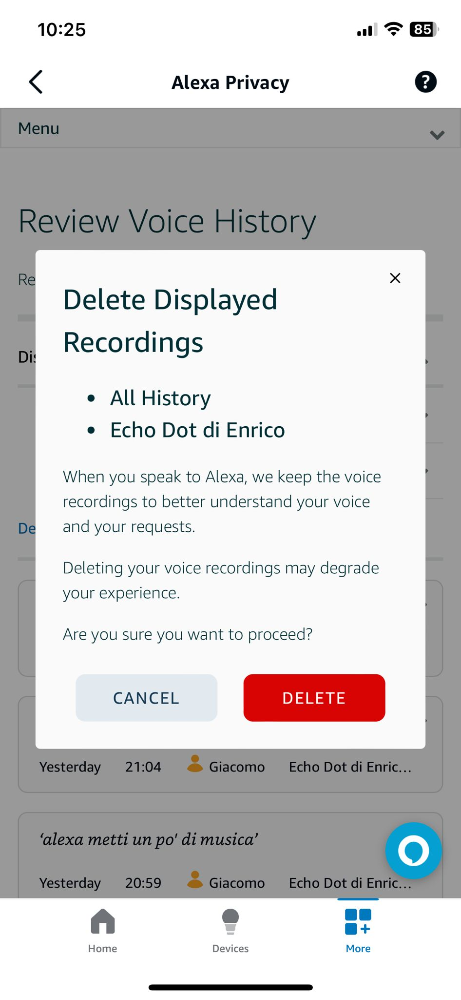 10:25
85
Alexa Privacy
?
Menu
Review Voice History
Delete Displayed
Recordings
• All History
• Echo Dot di Enrico
When you speak to Alexa, we keep the voice
recordings to better understand your voice
and your requests.
Deleting your voice recordings may degrade
your experience.
Are you sure you want to proceed?
CANCEL DELETE
Yesterday 21:04 Giacomo Echo Dot di Enric...
‘alexa metti un po' di musica’
Yesterday 20:59 Giacomo Echo Dot di Enric...
Home Devices More